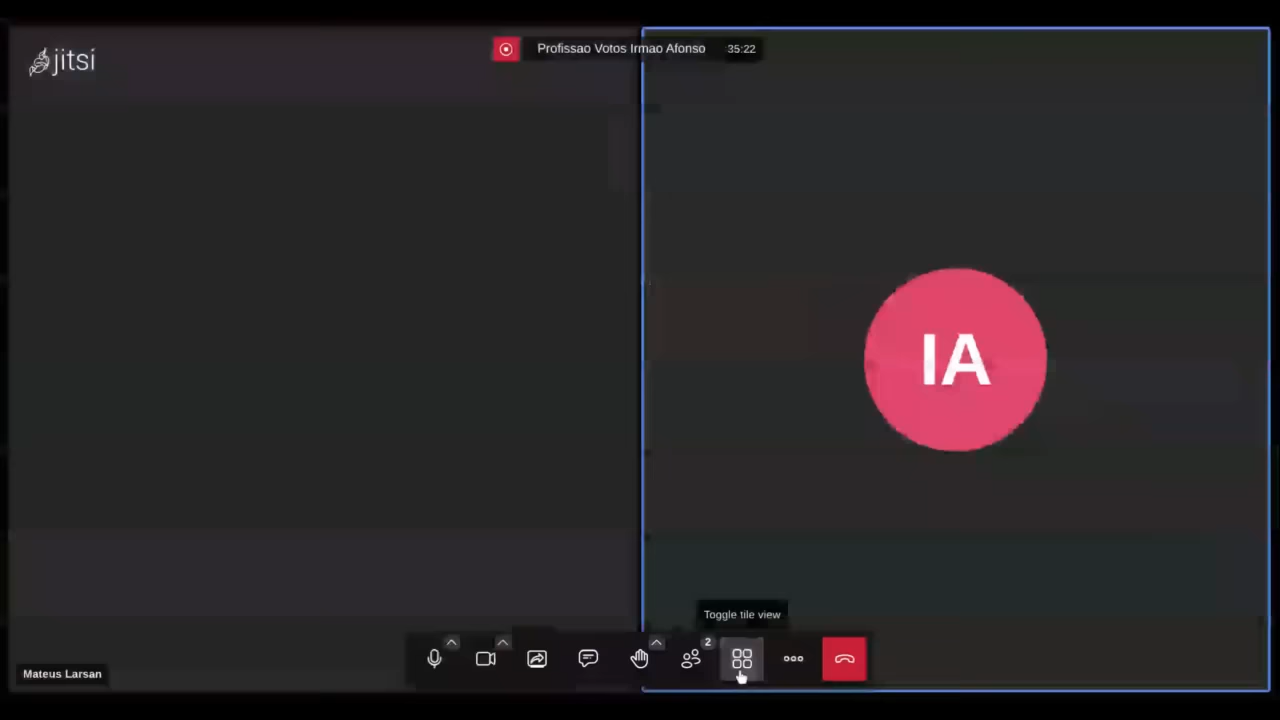 jitsi
Profissao Votos Irmao Afonso 35:22
IA
Toggle tile view
2
Mateus Larsan